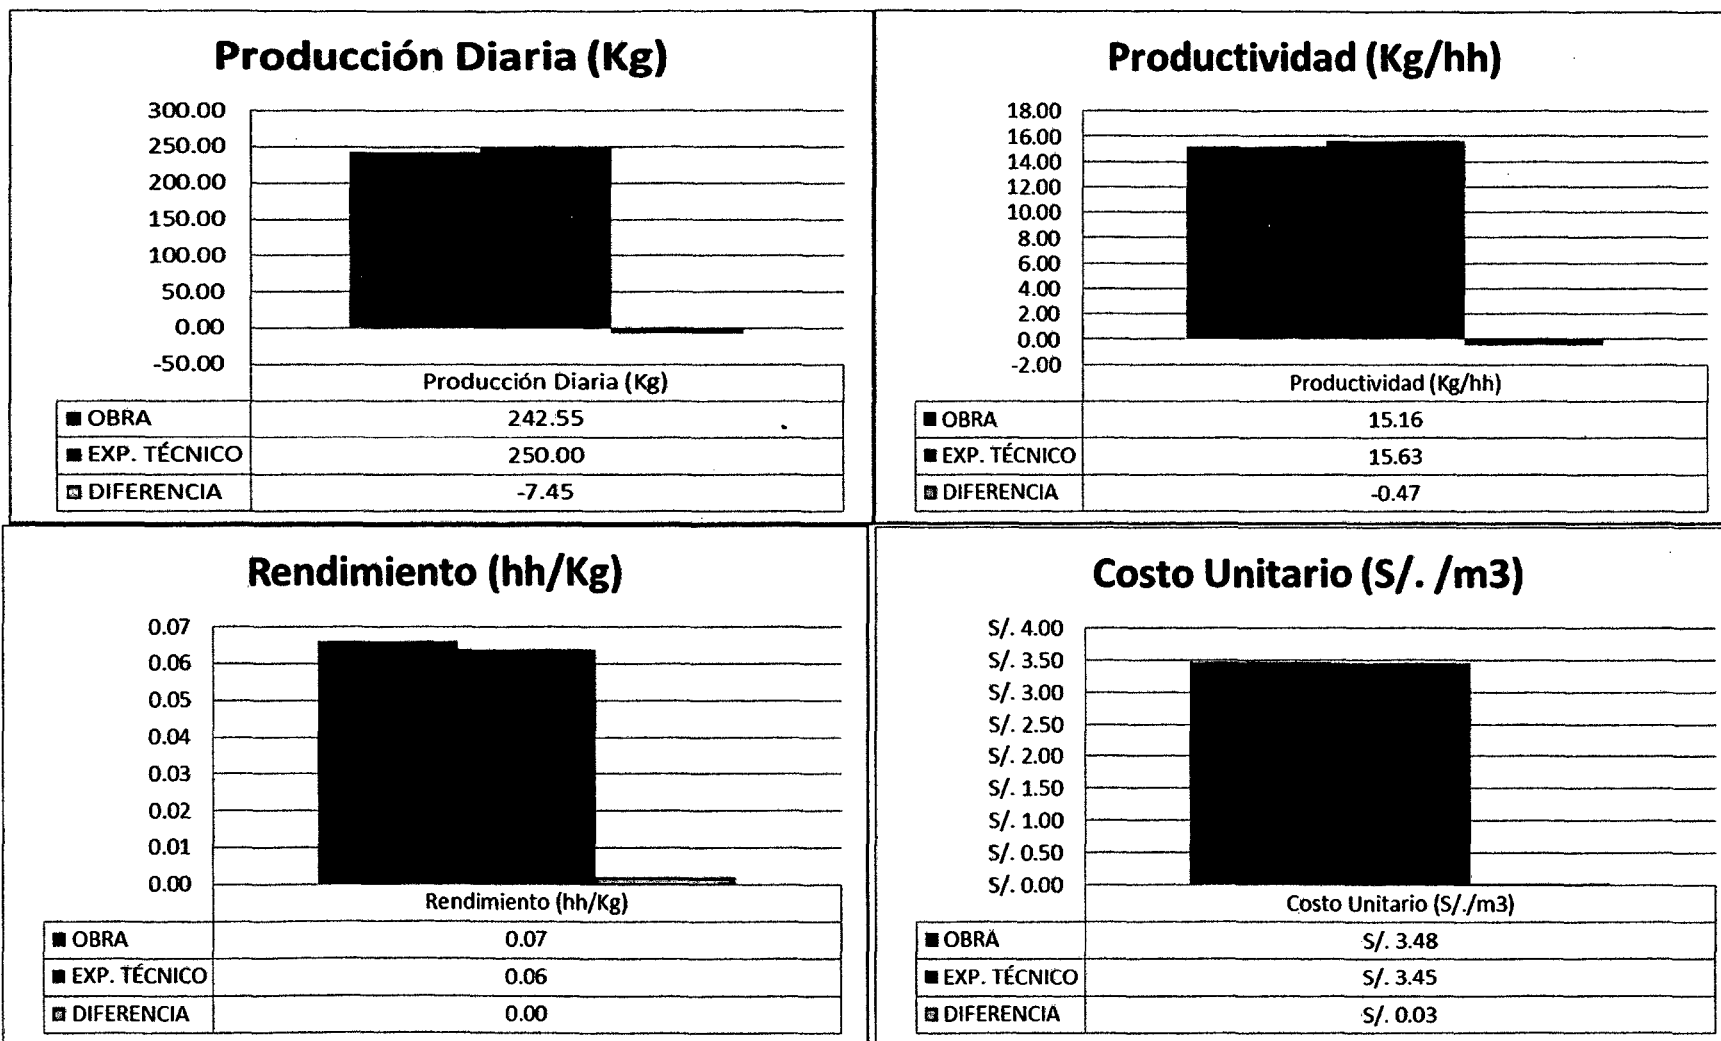 Producción Diaria (Kg)
300.00
250.00
200.00
150.00
100.00
50.00
0.00
-50.00
Producción Diaria (Kg)
OBRA 242.55
EXP. TÉCNICO 250.00
DIFERENCIA -7.45
Productividad (Kg/hh)
18.00
16.00
14.00
12.00
10.00
8.00
6.00
4.00
2.00
0.00
-2.00
Productividad (Kg/hh)
OBRA 15.16
EXP. TÉCNICO 15.63
DIFERENCIA -0.47
Rendimiento (hh/Kg)
0.07
0.06
0.05
0.04
0.03
0.02
0.01
0.00
Rendimiento (hh/Kg)
OBRA 0.07
EXP. TÉCNICO 0.06
DIFERENCIA 0.00
Costo Unitario (S/. /m3)
S/. 4.00
S/. 3.50
S/. 3.00
S/. 2.50
S/. 2.00
S/. 1.50
S/. 1.00
S/. 0.50
S/. 0.00
Costo Unitario (S/./m3)
OBRA S/. 3.48
EXP. TÉCNICO S/. 3.45
DIFERENCIA S/. 0.03